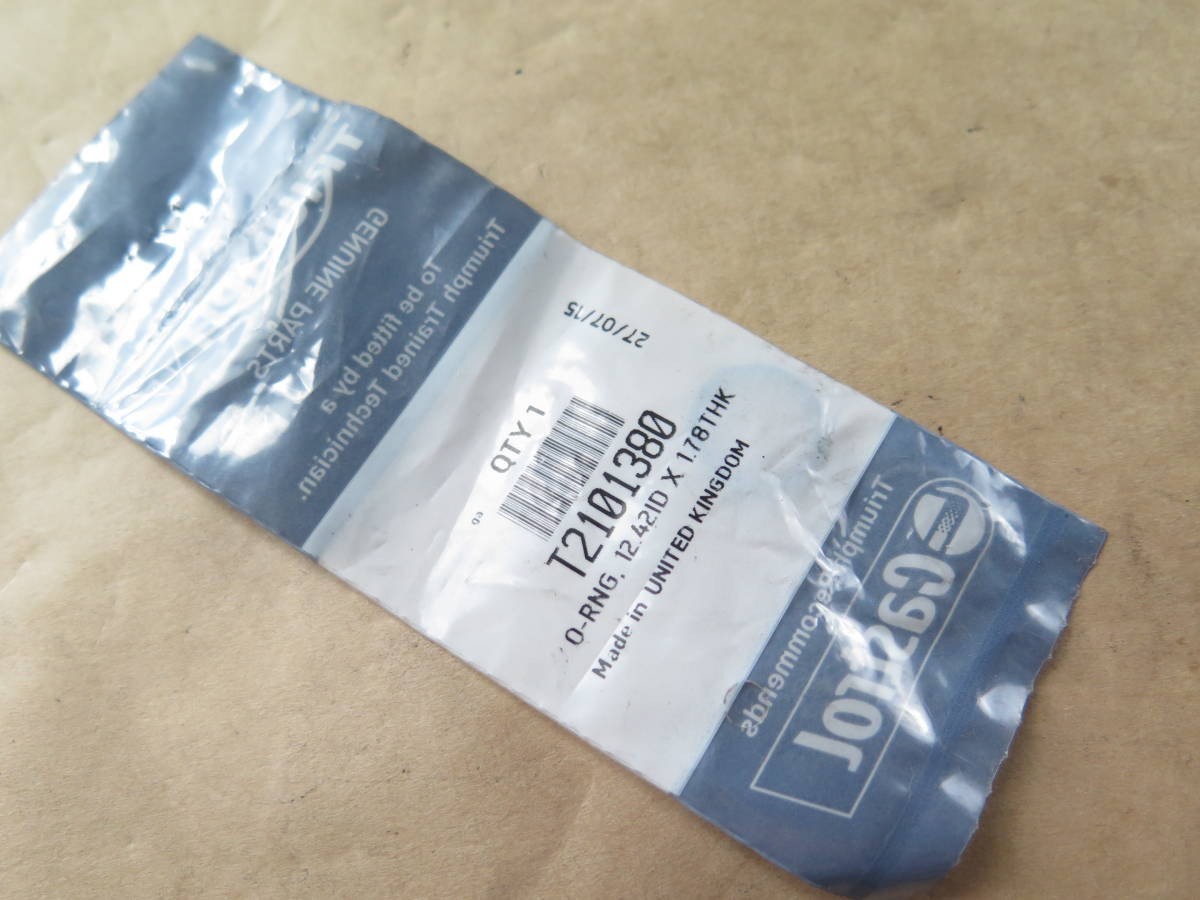 TRIUMPH
GENUINE PARTS
To be fitted by a
Triumph Trained Technician.
27/07/15
QTY 1
T2101380
O-RNG, 12.42ID X 1.78THK
Made in UNITED KINGDOM
Triumph Recommends
Castrol